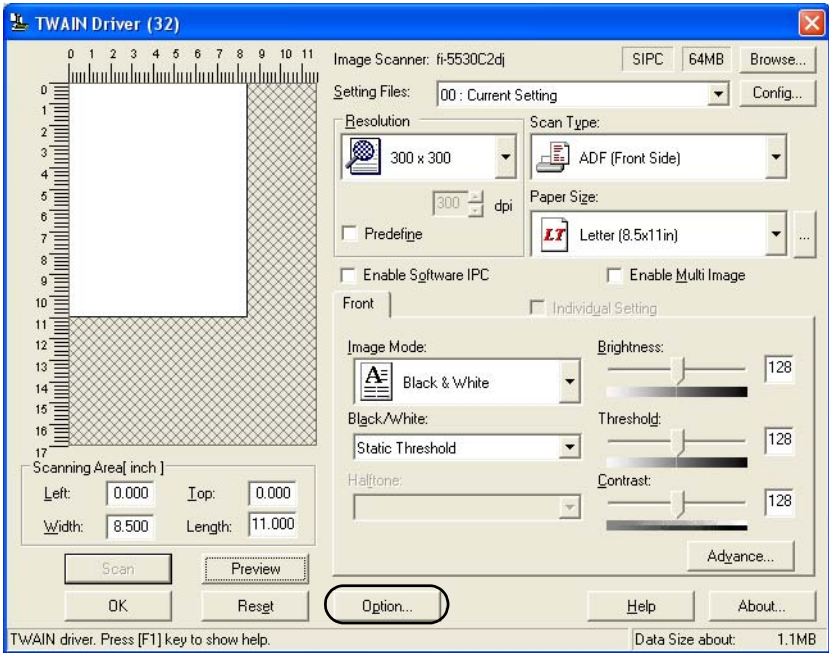 TWAIN Driver (32)
0 1 2 3 4 5 6 7 8 9 10 11
0
1
2
3
4
5
6
7
8
9
10
11
12
13
14
15
16
17
Image Scanner: fi-5530C2dj SIPC 64MB Browse...
Setting Files: 00 : Current Setting Config...
Resolution
300 x 300
300 dpi
Predefine
Scan Type:
ADF (Front Side)
Paper Size:
LT Letter (8.5x11in) ...
Enable Software IPC Enable Multi Image
Front Individual Setting
Image Mode:
A Black & White
Black/White:
Static Threshold
Halftone:
Brightness:
128
Threshold:
128
Contrast:
128
Advance...
Scanning Area[ inch ]
Left: 0.000 Top: 0.000
Width: 8.500 Length: 11.000
Scan Preview
OK Reset Option... Help About...
TWAIN driver. Press [F1] key to show help. Data Size about: 1.1MB